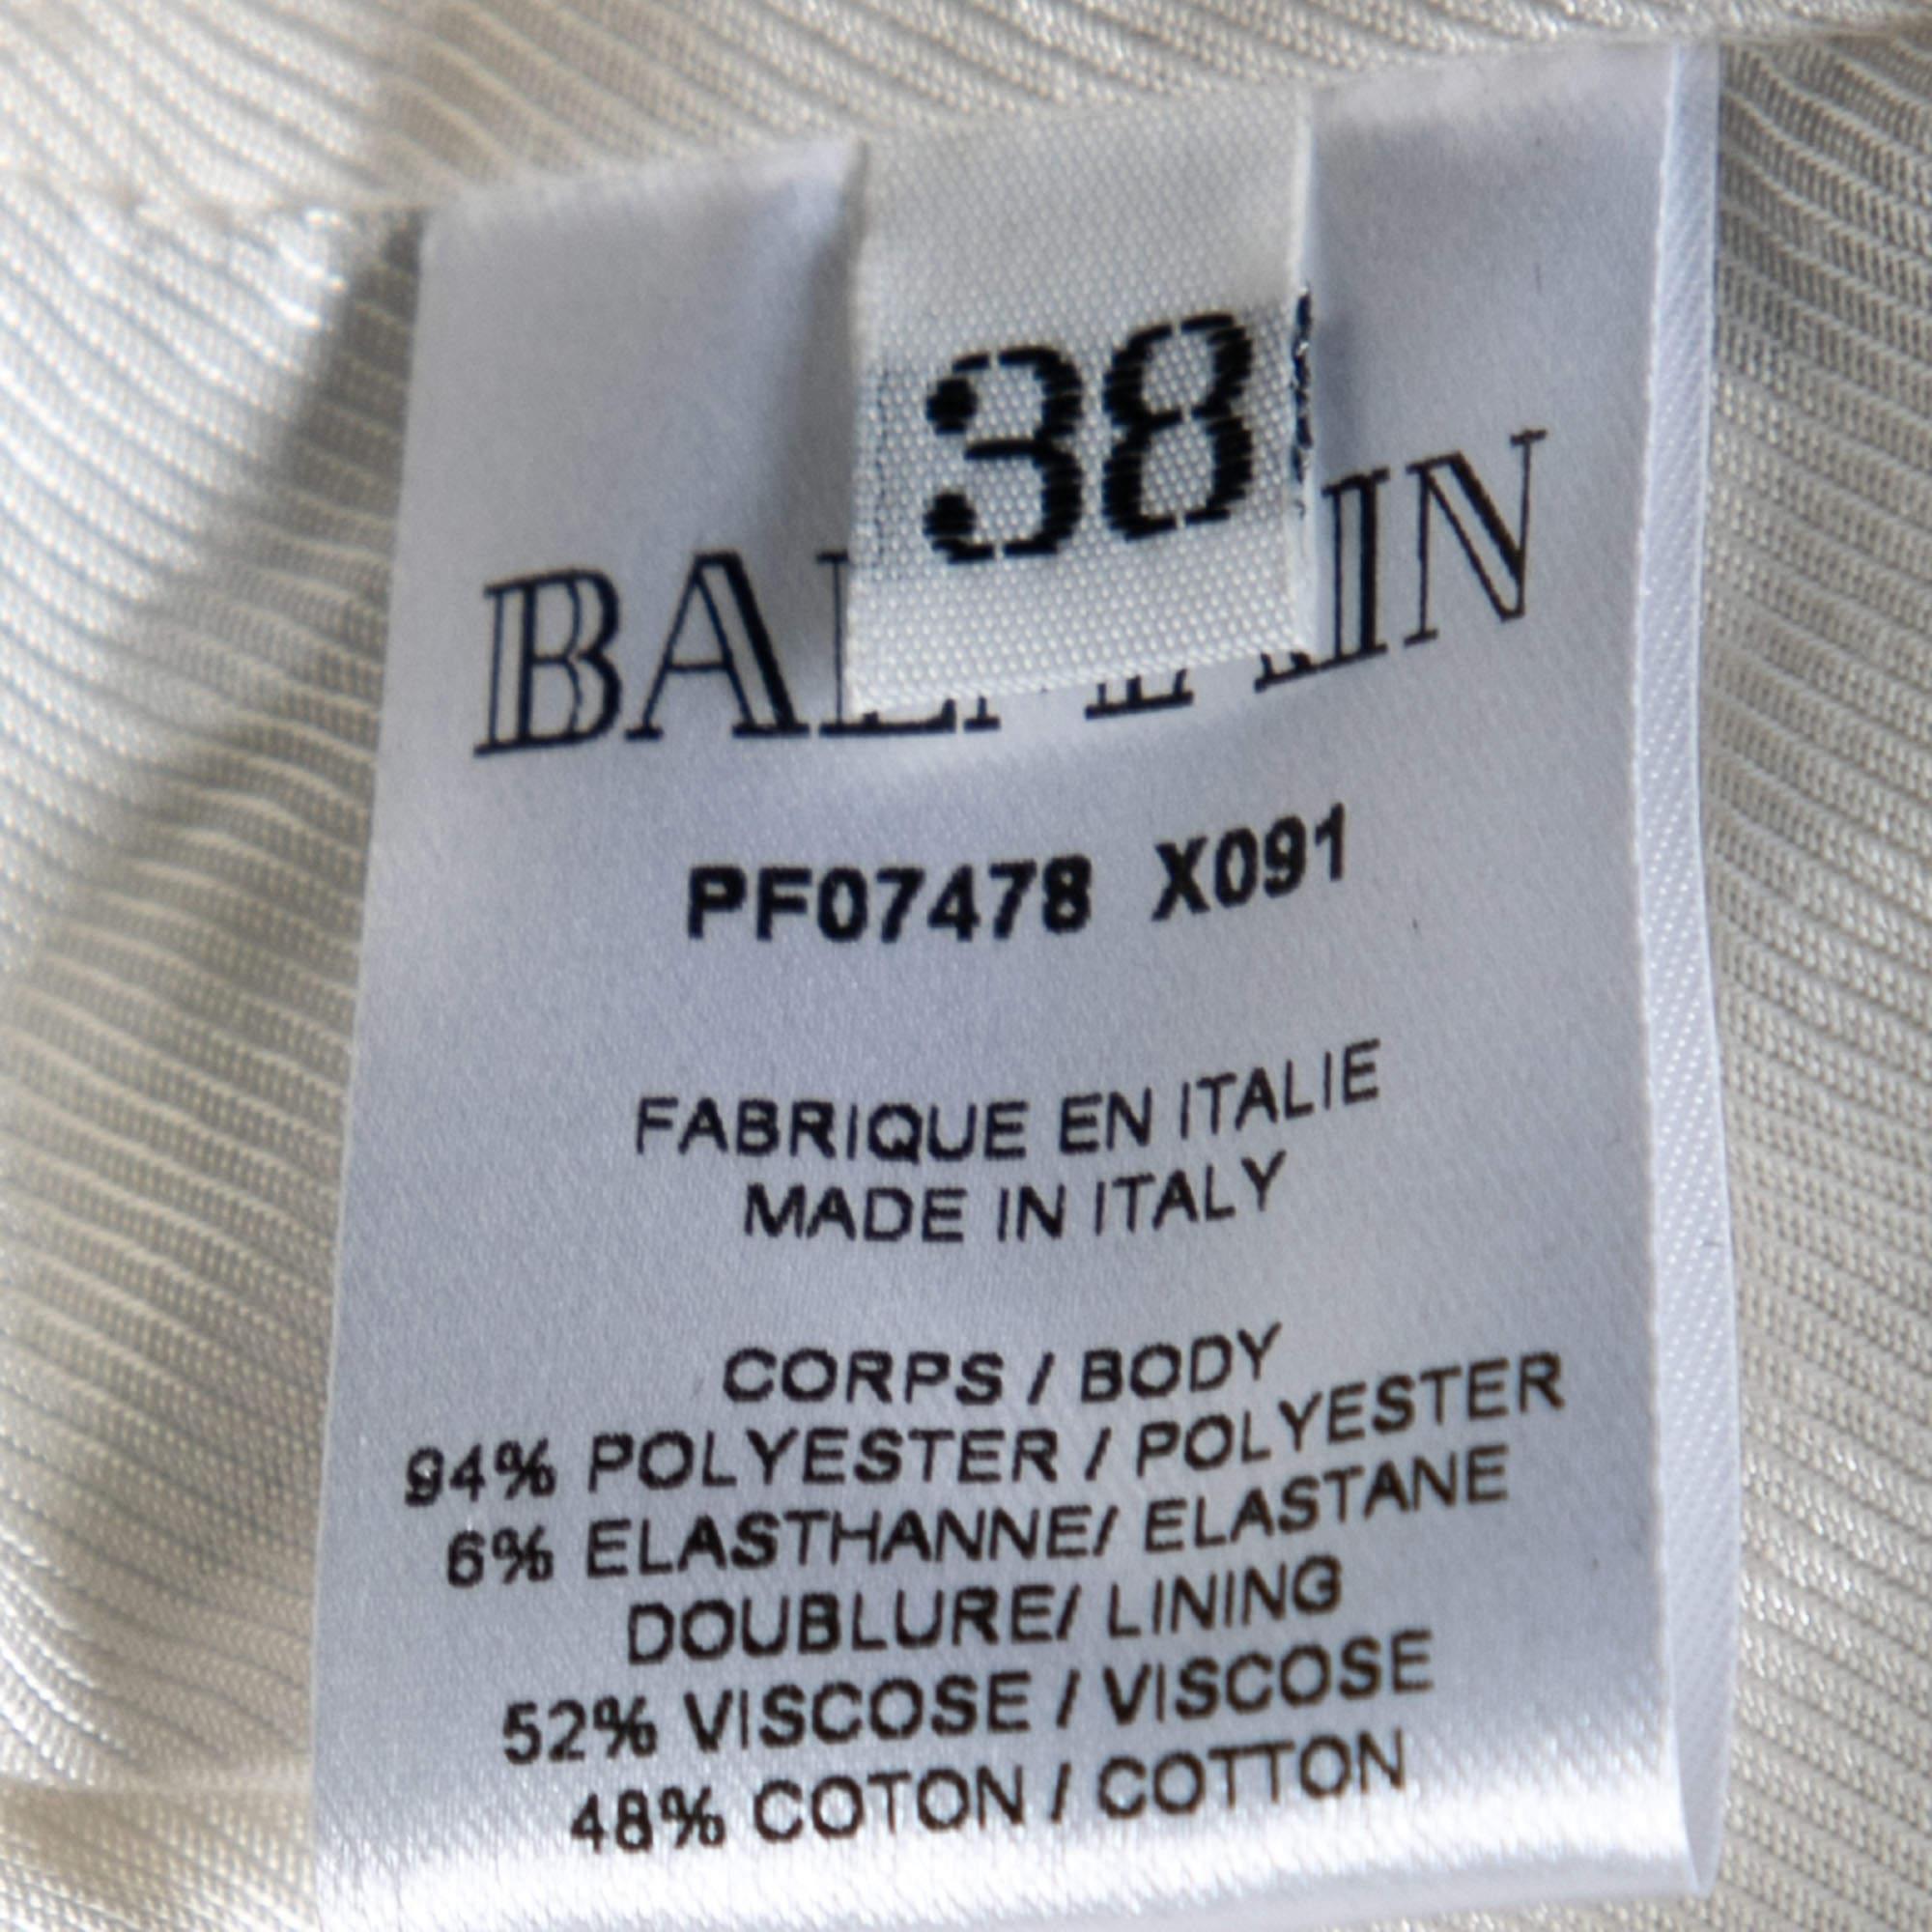 38
BALMAIN
PF07478 X091
FABRIQUE EN ITALIE
MADE IN ITALY
CORPS / BODY
94% POLYESTER / POLYESTER
6% ELASTHANNE/ ELASTANE
DOUBLURE/ LINING
52% VISCOSE / VISCOSE
48% COTON / COTTON